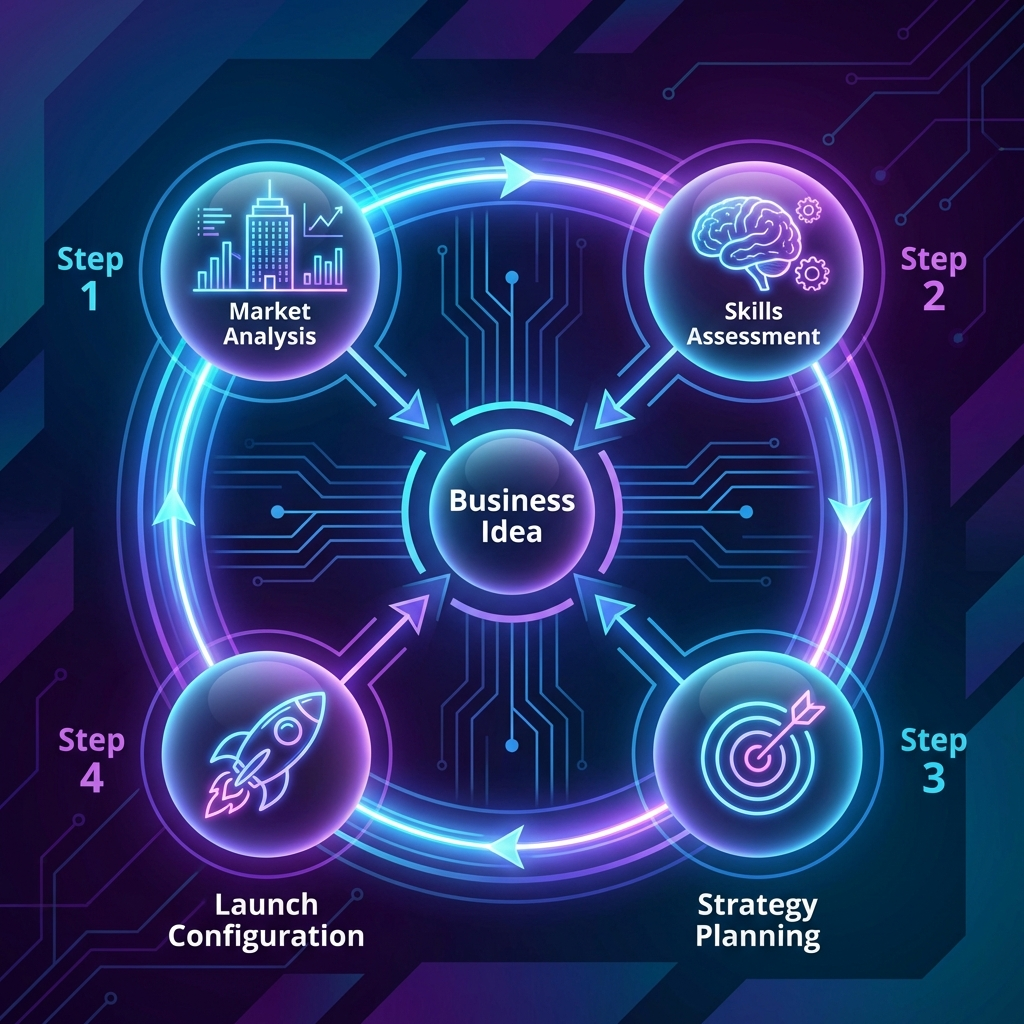 Step
1
Market
Analysis
Step
2
Skills
Assessment
Business
Idea
Step
4
Launch
Configuration
Step
3
Strategy
Planning